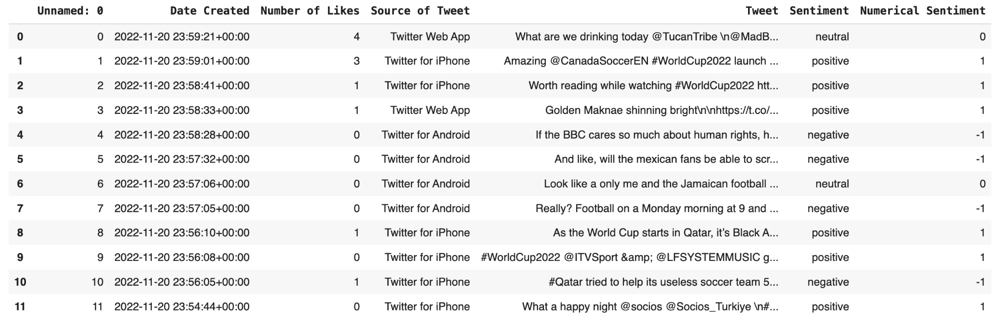 Unnamed: 0 Date Created Number of Likes Source of Tweet Tweet Sentiment Numerical Sentiment
0 0 2022-11-20 23:59:21+00:00 4 Twitter Web App What are we drinking today @TucanTribe \n@MadB... neutral 0
1 1 2022-11-20 23:59:01+00:00 3 Twitter for iPhone Amazing @CanadaSoccerEN #WorldCup2022 launch ... positive 1
2 2 2022-11-20 23:58:41+00:00 1 Twitter for iPhone Worth reading while watching #WorldCup2022 htt... positive 1
3 3 2022-11-20 23:58:33+00:00 1 Twitter Web App Golden Maknae shinning bright\n\nhttps://t.co/... positive 1
4 4 2022-11-20 23:58:28+00:00 0 Twitter for Android If the BBC cares so much about human rights, h... negative -1
5 5 2022-11-20 23:57:32+00:00 0 Twitter for Android And like, will the mexican fans be able to scr... negative -1
6 6 2022-11-20 23:57:06+00:00 0 Twitter for Android Look like a only me and the Jamaican football ... neutral 0
7 7 2022-11-20 23:57:05+00:00 0 Twitter for Android Really? Football on a Monday morning at 9 and ... negative -1
8 8 2022-11-20 23:56:10+00:00 1 Twitter for iPhone As the World Cup starts in Qatar, it’s Black A... positive 1
9 9 2022-11-20 23:56:08+00:00 0 Twitter for iPhone #WorldCup2022 @ITVSport &amp; @LFSYSTEMMUSIC g... positive 1
10 10 2022-11-20 23:56:05+00:00 1 Twitter for iPhone #Qatar tried to help its useless soccer team 5... negative -1
11 11 2022-11-20 23:54:44+00:00 0 Twitter for iPhone What a happy night @socios @Socios_Turkiye \n#... positive 1